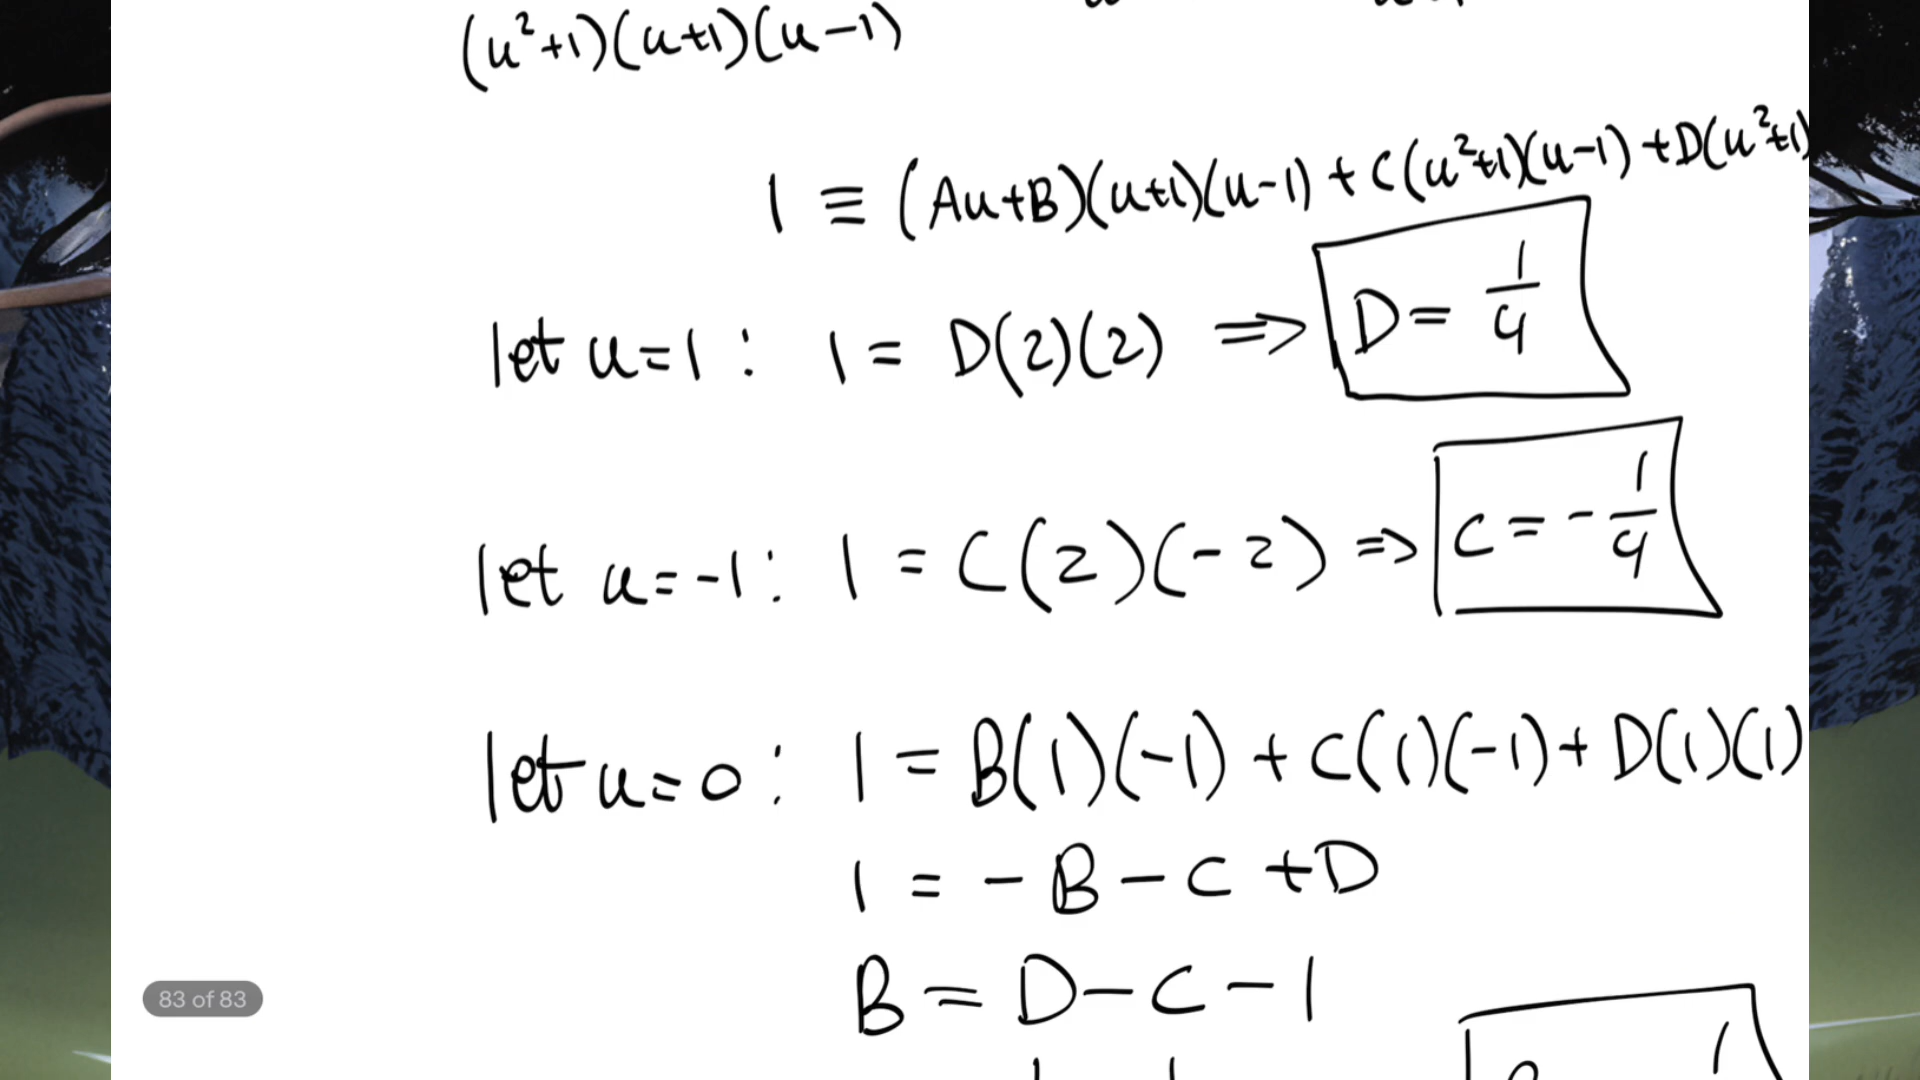 (u²+1)(u+1)(u-1)
1 ≡ (Au+B)(u+1)(u-1) + C(u²+1)(u-1) + D(u²+1)
let u=1 : 1 = D(2)(2) ⇒ D = 1/4
let u=-1 : 1 = C(2)(-2) ⇒ C = - 1/4
let u=0 : 1 = B(1)(-1) + C(1)(-1) + D(1)(1)
1 = - B - C + D
B = D - C - 1
83 of 83